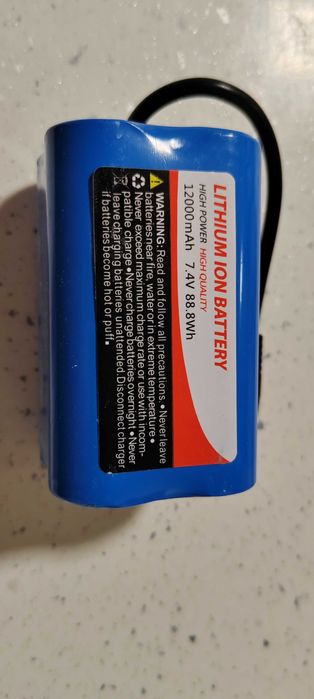 LITHIUM ION BATTERY
HIGH POWER HIGH QUALITY
12000mAh 7.4V 88.8Wh
WARNING: Read and follow all precautions. •Never leave
batteries near fire, water or in extreme temperature •
Never exceed maximum charge rate or use with incom-
patible charge •Never charge batteries overnight •Never
leave charging batteries unattended.Disconnect charger
if batteries become hot or puff•